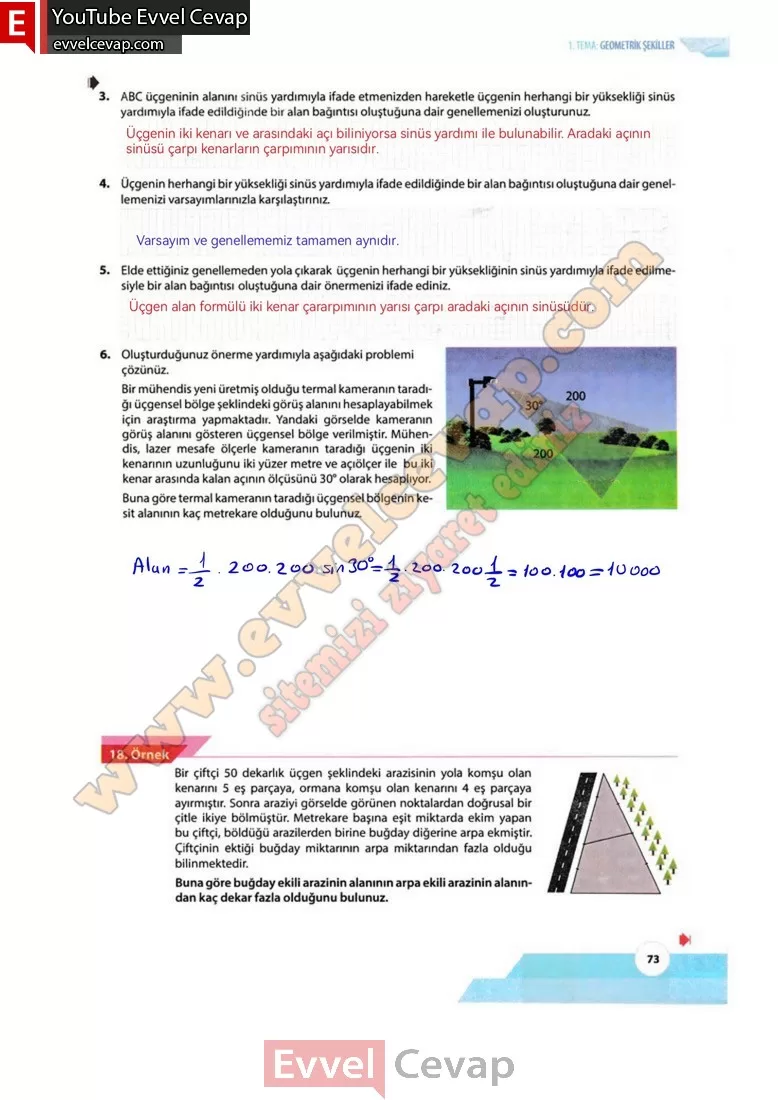 E YouTube Evvel Cevap
evvelcevap.com
1. TEMA: GEOMETRİK ŞEKİLLER
3. ABC üçgeninin alanını sinüs yardımıyla ifade etmenizden hareketle üçgenin herhangi bir yüksekliği sinüs
yardımıyla ifade edildiğinde bir alan bağıntısı oluştuğuna dair genellemenizi oluşturunuz.
Üçgenin iki kenarı ve arasındaki açı biliniyorsa sinüs yardımı ile bulunabilir. Aradaki açının
sinüsü çarpı kenarların çarpımının yarısıdır.
4. Üçgenin herhangi bir yüksekliği sinüs yardımıyla ifade edildiğinde bir alan bağıntısı oluştuğuna dair genel-
lemenizi varsayımlarınızla karşılaştırınız.
Varsayım ve genellememiz tamamen aynıdır.
5. Elde ettiğiniz genellemeden yola çıkarak üçgenin herhangi bir yüksekliğinin sinüs yardımıyla ifade edilme-
siyle bir alan bağıntısı oluştuğuna dair önermenizi ifade ediniz.
Üçgen alan formülü iki kenar çararpımının yarısı çarpı aradaki açının sinüsüdür.
6. Oluşturduğunuz önerme yardımıyla aşağıdaki problemi
çözünüz.
Bir mühendis yeni üretmiş olduğu termal kameranın taradı-
ğı üçgensel bölge şeklindeki görüş alanını hesaplayabilmek
için araştırma yapmaktadır. Yandaki görselde kameranın
görüş alanını gösteren üçgensel bölge verilmiştir. Mühen-
dis, lazer mesafe ölçerle kameranın taradığı üçgenin iki
kenarının uzunluğunu iki yüzer metre ve açıölçer ile bu iki
kenar arasında kalan açının ölçüsünü 30° olarak hesaplıyor.
Buna göre termal kameranın taradığı üçgensel bölgenin ke-
sit alanının kaç metrekare olduğunu bulunuz.
200
30°
200
Alan = 1/2 . 200.200 sin30° = 1/2 . 200.200 1/2 = 100.100 = 10000
www.evvelcevap.com
sitemizi ziyaret ediniz
18. Örnek
Bir çiftçi 50 dekarlık üçgen şeklindeki arazisinin yola komşu olan
kenarını 5 eş parçaya, ormana komşu olan kenarını 4 eş parçaya
ayırmıştır. Sonra araziyi görselde görünen noktalardan doğrusal bir
çitle ikiye bölmüştür. Metrekare başına eşit miktarda ekim yapan
bu çiftçi, böldüğü arazilerden birine buğday diğerine arpa ekmiştir.
Çiftçinin ektiği buğday miktarının arpa miktarından fazla olduğu
bilinmektedir.
Buna göre buğday ekili arazinin alanının arpa ekili arazinin alanın-
dan kaç dekar fazla olduğunu bulunuz.
73
Evvel Cevap